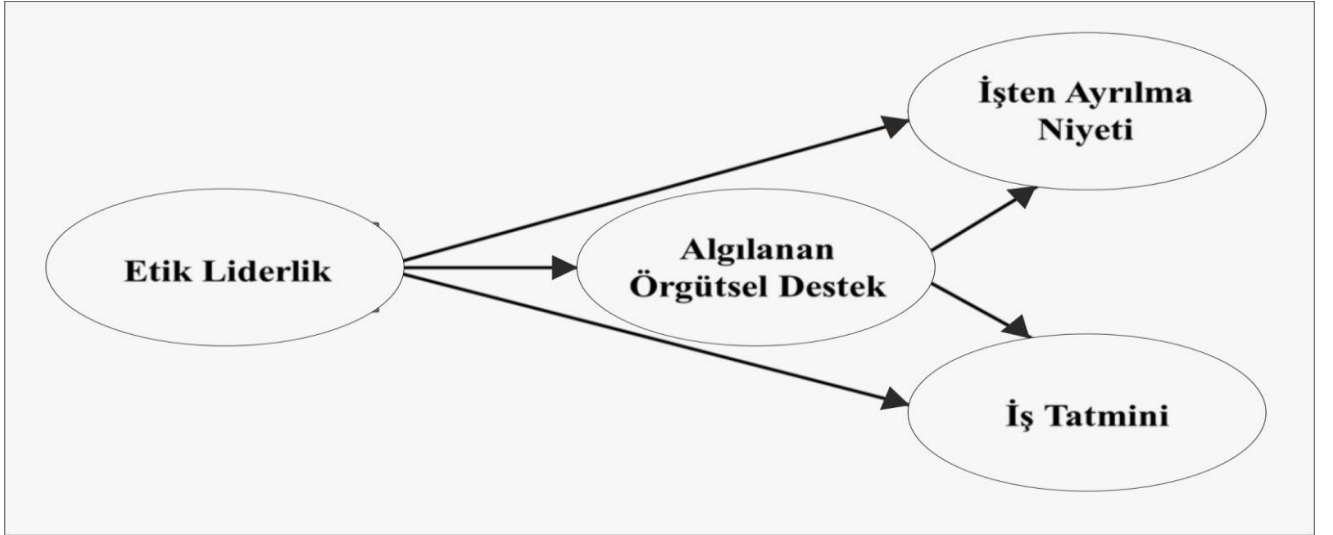 İşten Ayrılma
Niyeti
Etik Liderlik
Algılanan
Örgütsel Destek
İş Tatmini